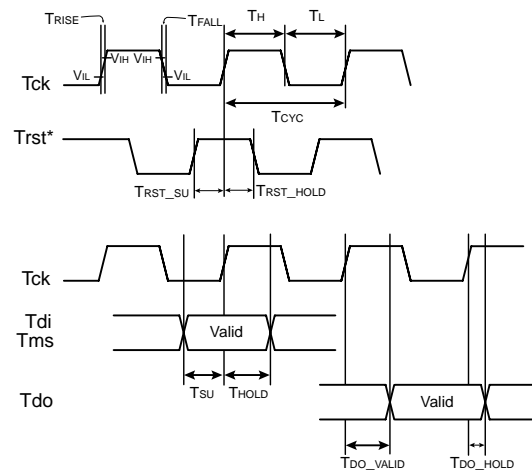 TRISE TFALL TH TL
VIH VIH
VIL VIL
Tck
TCYC
Trst*
TRST_SU TRST_HOLD
Tck
Tdi
Tms
Valid
TSU THOLD
Tdo
Valid
TDO_VALID TDO_HOLD